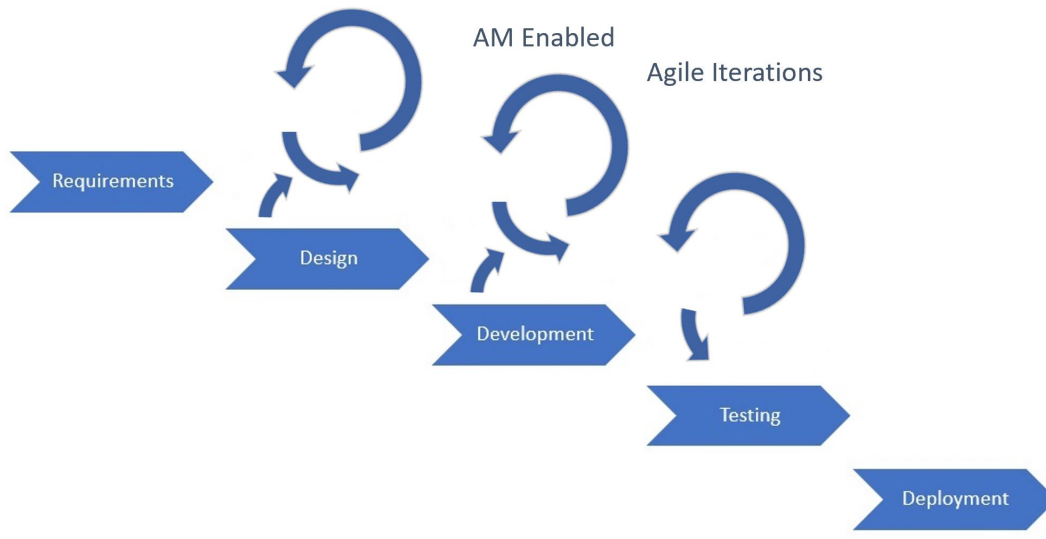 AM Enabled
Agile Iterations
Requirements
Design
Development
Testing
Deployment